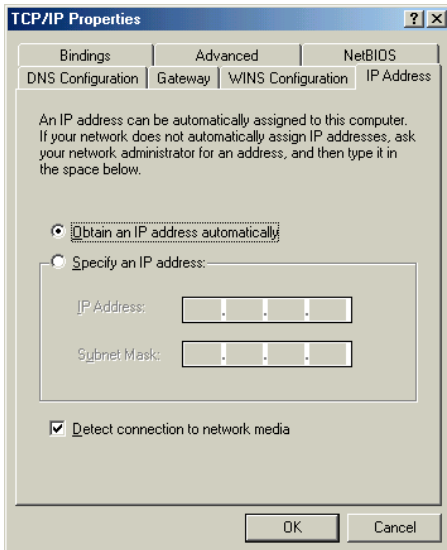 TCP/IP Properties
Bindings Advanced NetBIOS
DNS Configuration Gateway WINS Configuration IP Address
An IP address can be automatically assigned to this computer.
If your network does not automatically assign IP addresses, ask
your network administrator for an address, and then type it in
the space below.
Obtain an IP address automatically
Specify an IP address:
IP Address:
. . .
Subnet Mask:
. . .
Detect connection to network media
OK Cancel